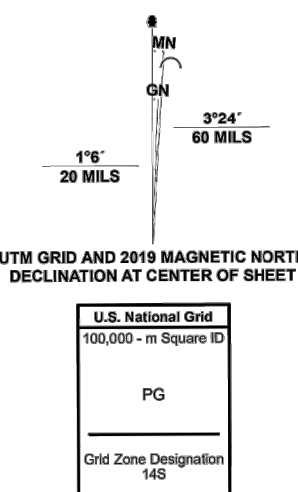 MN
GN
3°24´
60 MILS
1°6´
20 MILS
UTM GRID AND 2019 MAGNETIC NORT
DECLINATION AT CENTER OF SHEET
U.S. National Grid
100,000 - m Square ID
PG
Grid Zone Designation
14S